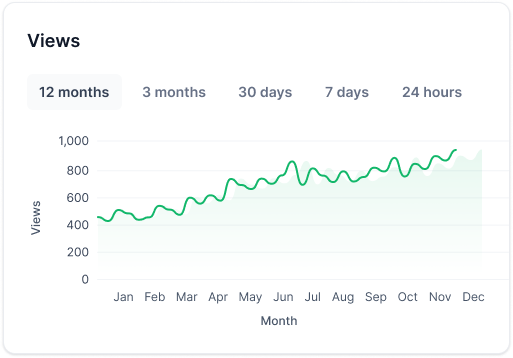 Views
12 months 3 months 30 days 7 days 24 hours
1,000
800
600
400
200
0
Views
Jan Feb Mar Apr May Jun Jul Aug Sep Oct Nov Dec
Month